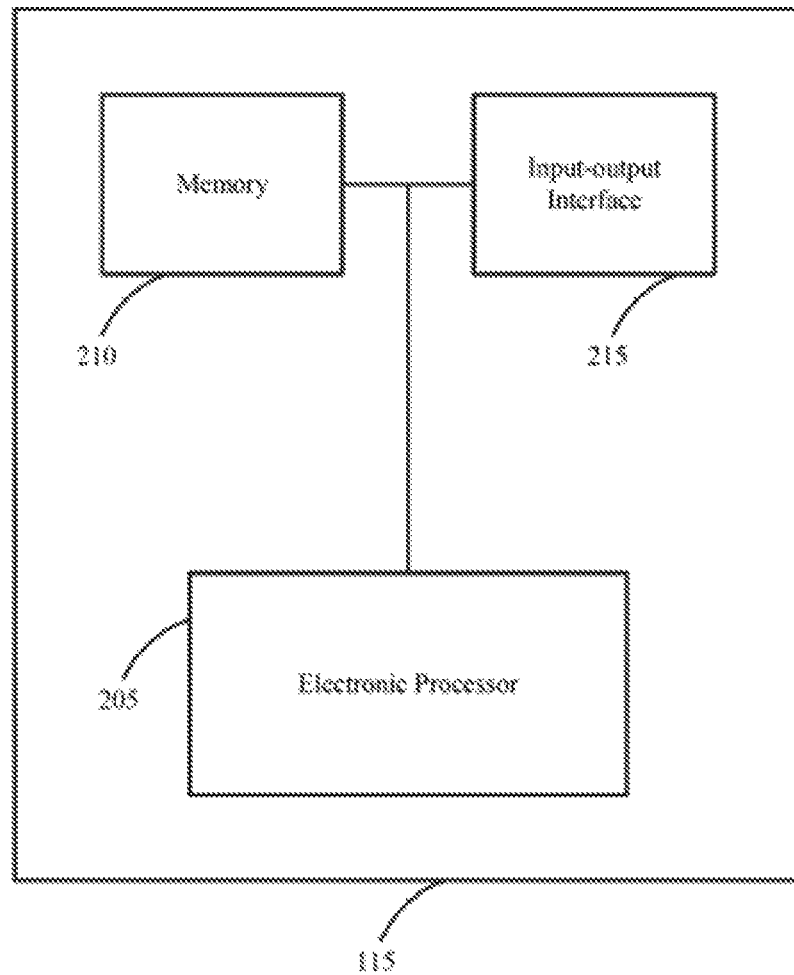 Memory
Input-output
Interface
210
215
Electronic Processor
205
115